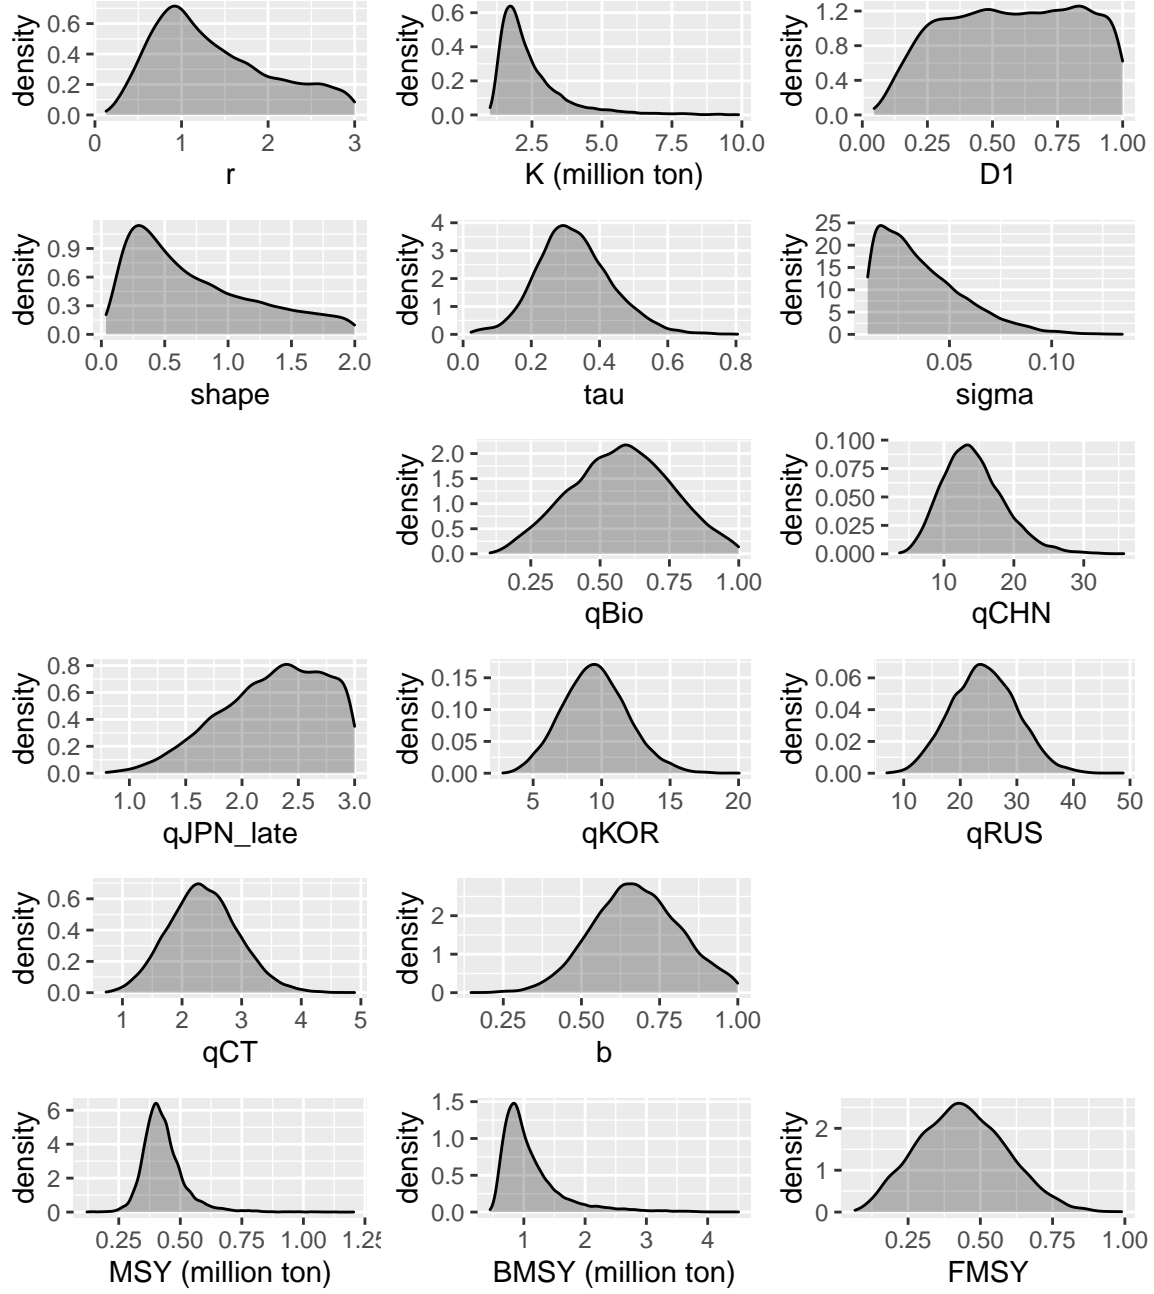 density
0.6
0.4
0.2
0.0
0 1 2 3
r
density
0.6
0.4
0.2
0.0
2.5 5.0 7.5 10.0
K (million ton)
density
1.2
0.8
0.4
0.0
0.00 0.25 0.50 0.75 1.00
D1
density
0.9
0.6
0.3
0.0
0.0 0.5 1.0 1.5 2.0
shape
density
4
3
2
1
0
0.0 0.2 0.4 0.6 0.8
tau
density
25
20
15
10
5
0
0.05 0.10
sigma
density
2.0
1.5
1.0
0.5
0.0
0.25 0.50 0.75 1.00
qBio
density
0.100
0.075
0.050
0.025
0.000
10 20 30
qCHN
density
0.8
0.6
0.4
0.2
0.0
1.0 1.5 2.0 2.5 3.0
qJPN_late
density
0.15
0.10
0.05
0.00
5 10 15 20
qKOR
density
0.06
0.04
0.02
0.00
10 20 30 40 50
qRUS
density
0.6
0.4
0.2
0.0
1 2 3 4 5
qCT
density
2
1
0
0.25 0.50 0.75 1.00
b
density
6
4
2
0
0.25 0.50 0.75 1.00 1.25
MSY (million ton)
density
1.5
1.0
0.5
0.0
1 2 3 4
BMSY (million ton)
density
2
1
0
0.25 0.50 0.75 1.00
FMSY